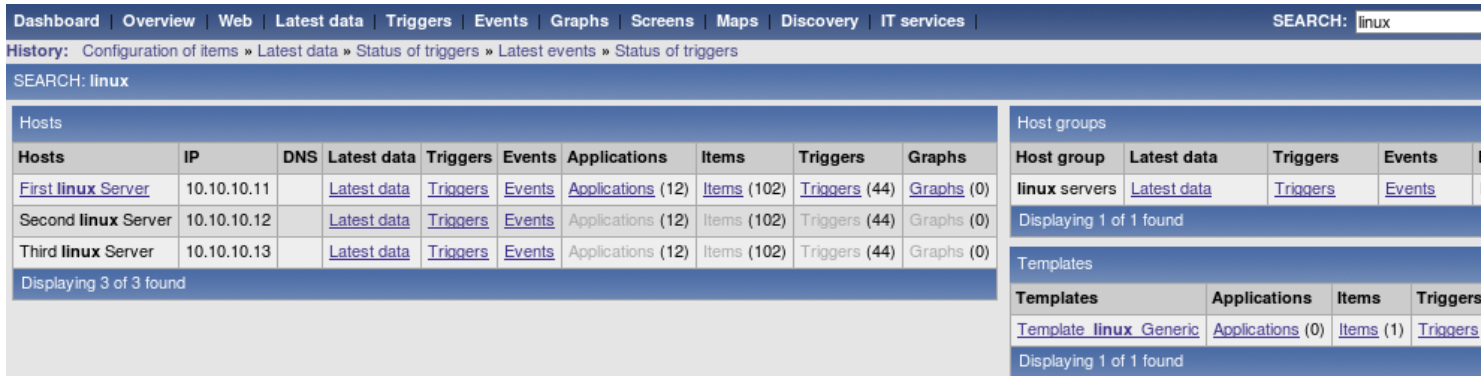 Dashboard | Overview | Web | Latest data | Triggers | Events | Graphs | Screens | Maps | Discovery | IT services | SEARCH: linux
History: Configuration of items » Latest data » Status of triggers » Latest events » Status of triggers
SEARCH: linux
Hosts
Hosts IP DNS Latest data Triggers Events Applications Items Triggers Graphs
First linux Server 10.10.10.11 Latest data Triggers Events Applications (12) Items (102) Triggers (44) Graphs (0)
Second linux Server 10.10.10.12 Latest data Triggers Events Applications (12) Items (102) Triggers (44) Graphs (0)
Third linux Server 10.10.10.13 Latest data Triggers Events Applications (12) Items (102) Triggers (44) Graphs (0)
Displaying 3 of 3 found
Host groups
Host group Latest data Triggers Events
linux servers Latest data Triggers Events
Displaying 1 of 1 found
Templates
Templates Applications Items Triggers
Template_linux_Generic Applications (0) Items (1) Triggers
Displaying 1 of 1 found